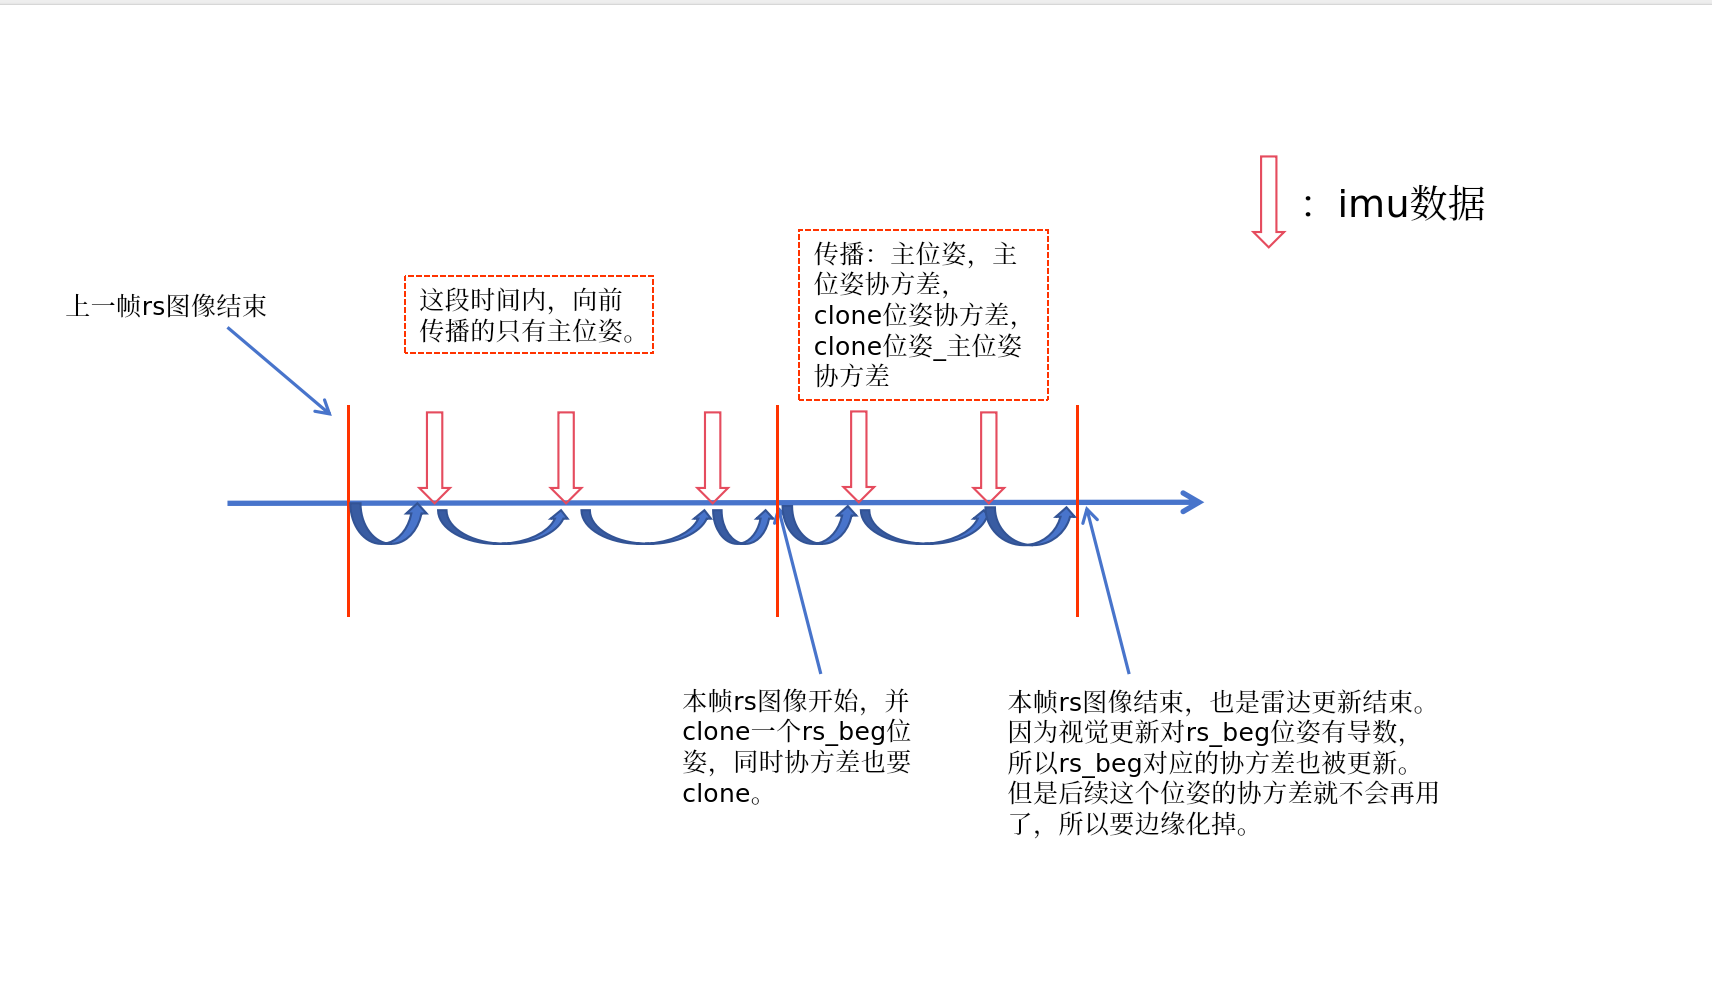 ：imu数据
传播：主位姿，主
位姿协方差，
clone位姿协方差，
clone位姿_主位姿
协方差
这段时间内，向前
传播的只有主位姿。
上一帧rs图像结束
本帧rs图像开始，并
clone一个rs_beg位
姿，同时协方差也要
clone。
本帧rs图像结束，也是雷达更新结束。
因为视觉更新对rs_beg位姿有导数，
所以rs_beg对应的协方差也被更新。
但是后续这个位姿的协方差就不会再用
了，所以要边缘化掉。